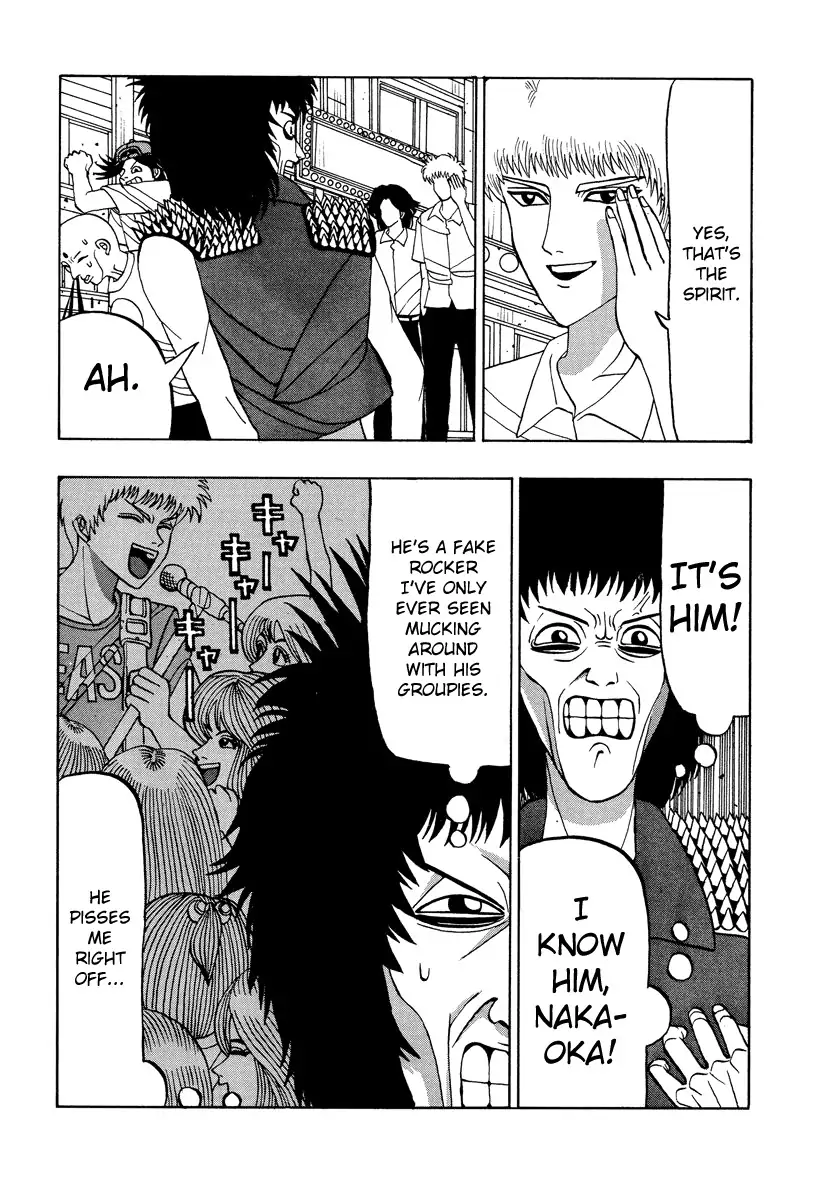 YES,
THAT'S
THE
SPIRIT.
AH.
IT'S
HIM!
I
KNOW
HIM,
NAKA-
OKA!
HE'S A FAKE
ROCKER
I'VE ONLY
EVER SEEN
MUCKING
AROUND
WITH HIS
GROUPIES.
キャー
キャー
キャー
EAS
HE
PISSES
ME
RIGHT
OFF...